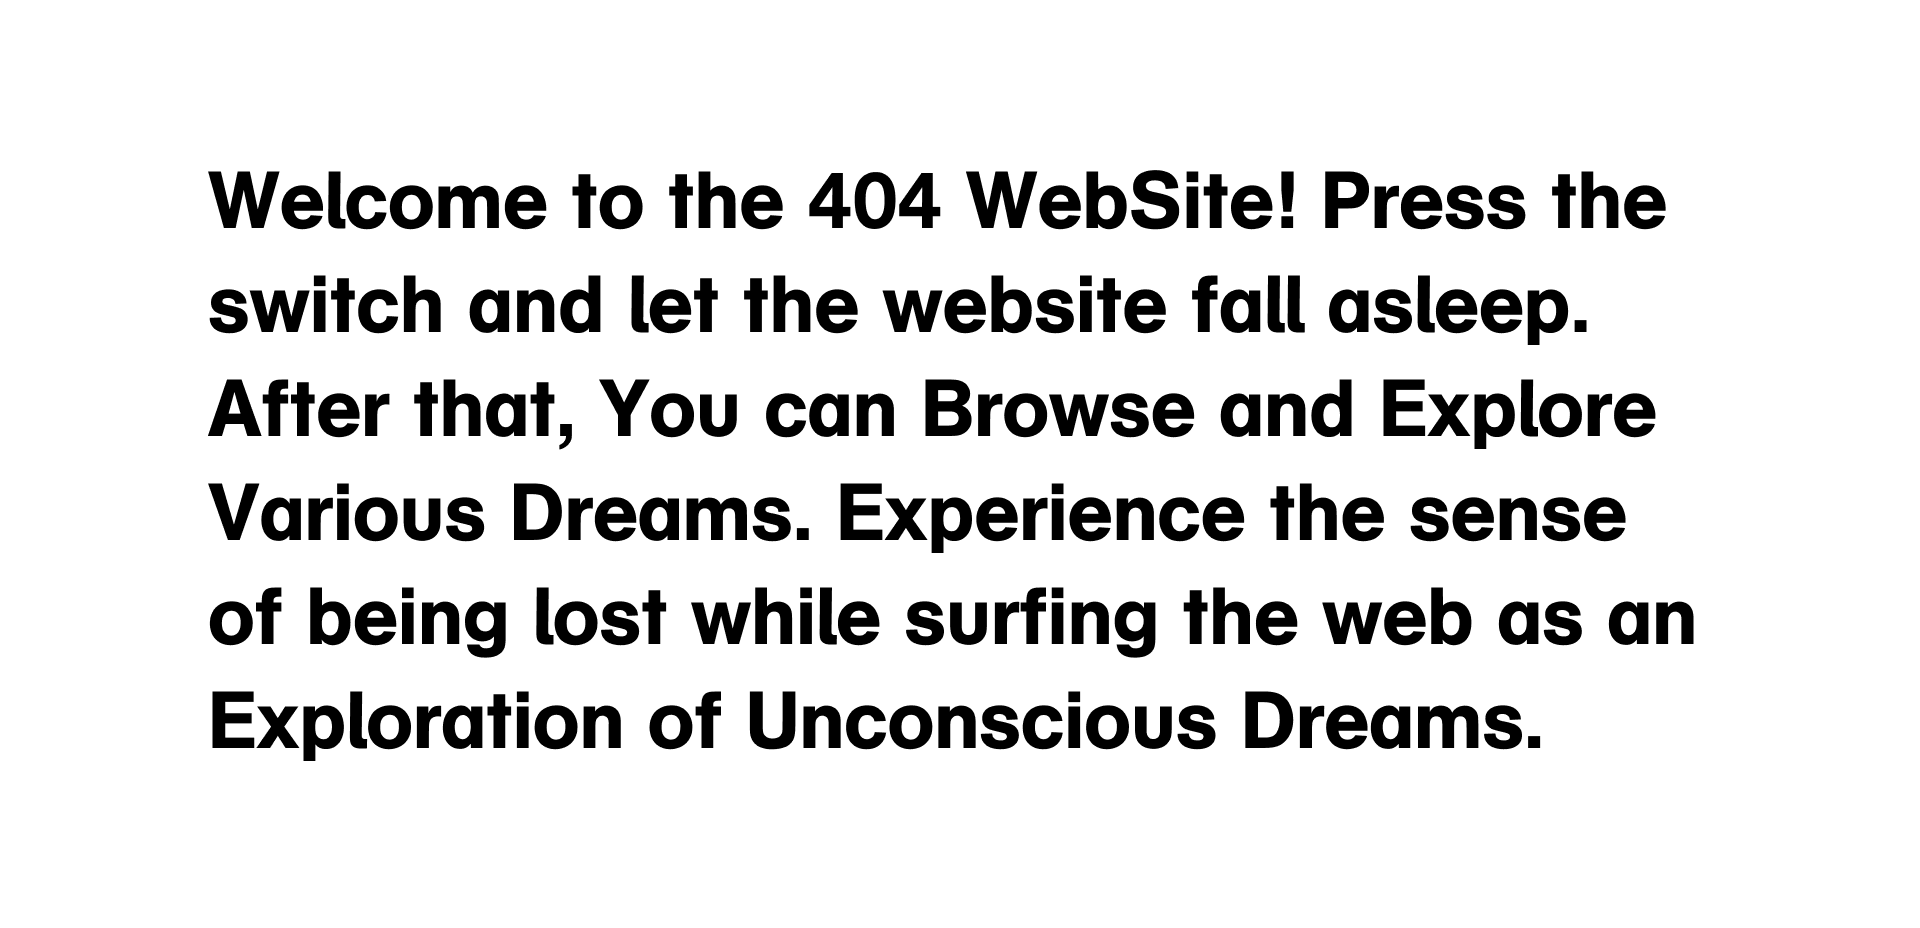 Welcome to the 404 WebSite! Press the
switch and let the website fall asleep.
After that, You can Browse and Explore
Various Dreams. Experience the sense
of being lost while surfing the web as an
Exploration of Unconscious Dreams.